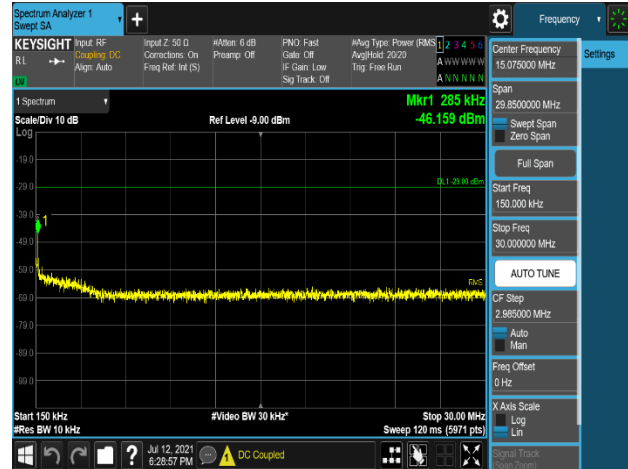 Spectrum Analyzer 1
Swept SA
Frequency
KEYSIGHT
RL
Input: RF
Coupling: DC
Align: Auto
Input Z: 50 Ω
Corrections: On
Freq Ref: Int (S)
#Atten: 6 dB
Preamp: Off
PNO: Fast
Gate: Off
IF Gain: Low
Sig Track: Off
#Avg Type: Power (RMS
Avg|Hold: 20/20
Trig: Free Run
1 2 3 4 5 6
A W W W W W
A N N N N N
1 Spectrum
Scale/Div 10 dB
Ref Level -9.00 dBm
Mkr1 285 kHz
-46.159 dBm
Log
-19.0
-29.0
-39.0
-49.0
-59.0
-69.0
-79.0
-89.0
-99.0
DL1 -29.00 dBm
1
RMS
Start 150 kHz
#Video BW 30 kHz*
Stop 30.00 MHz
#Res BW 10 kHz
Sweep 120 ms (5971 pts)
Center Frequency
15.075000 MHz
Settings
Span
29.8500000 MHz
Swept Span
Zero Span
Full Span
Start Freq
150.000 kHz
Stop Freq
30.000000 MHz
AUTO TUNE
CF Step
2.985000 MHz
Auto
Man
Freq Offset
0 Hz
X Axis Scale
Log
Lin
Signal Track
(Span Zoom)
?
Jul 12, 2021
6:28:57 PM
DC Coupled